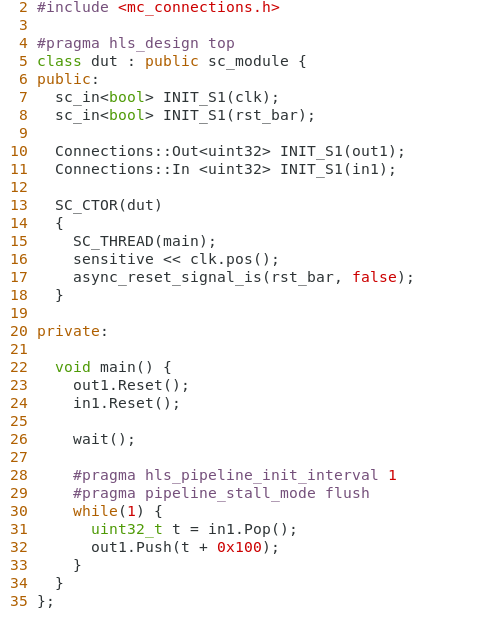 2 #include <mc_connections.h>
3
4 #pragma hls_design top
5 class dut : public sc_module {
6 public:
7   sc_in<bool> INIT_S1(clk);
8   sc_in<bool> INIT_S1(rst_bar);
9
10   Connections::Out<uint32> INIT_S1(out1);
11   Connections::In <uint32> INIT_S1(in1);
12
13   SC_CTOR(dut)
14   {
15     SC_THREAD(main);
16     sensitive << clk.pos();
17     async_reset_signal_is(rst_bar, false);
18   }
19
20 private:
21
22   void main() {
23     out1.Reset();
24     in1.Reset();
25
26     wait();
27
28     #pragma hls_pipeline_init_interval 1
29     #pragma pipeline_stall_mode flush
30     while(1) {
31       uint32_t t = in1.Pop();
32       out1.Push(t + 0x100);
33     }
34   }
35 };